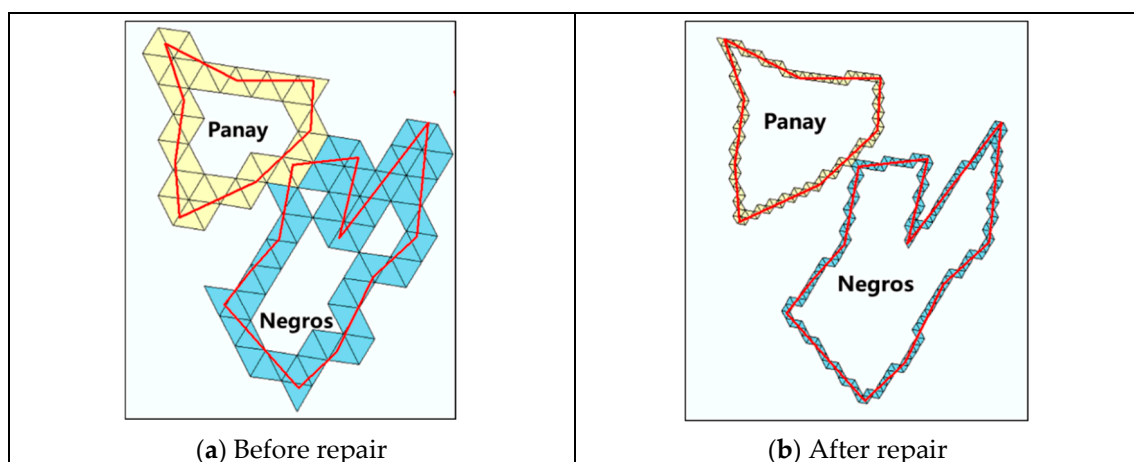 Panay
Negros
Panay
Negros
(a) Before repair
(b) After repair